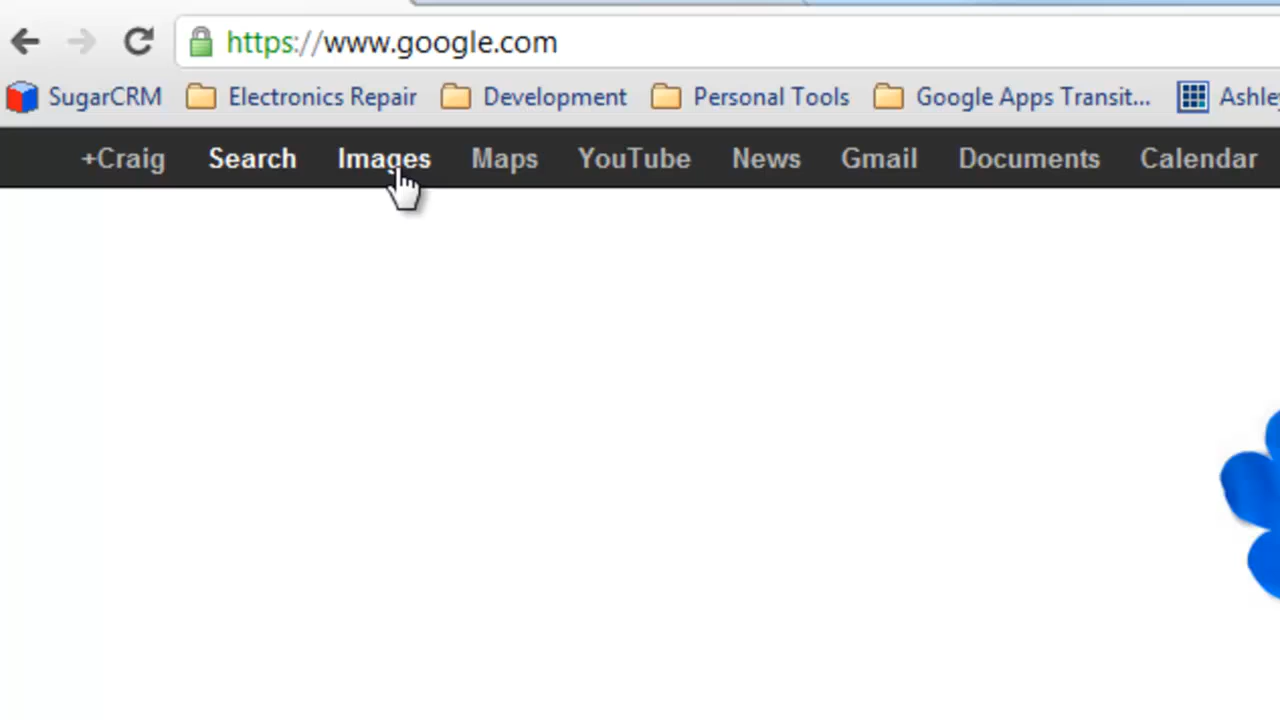 https://www.google.com
SugarCRM Electronics Repair Development Personal Tools Google Apps Transit... Ashley
+Craig Search Images Maps YouTube News Gmail Documents Calendar